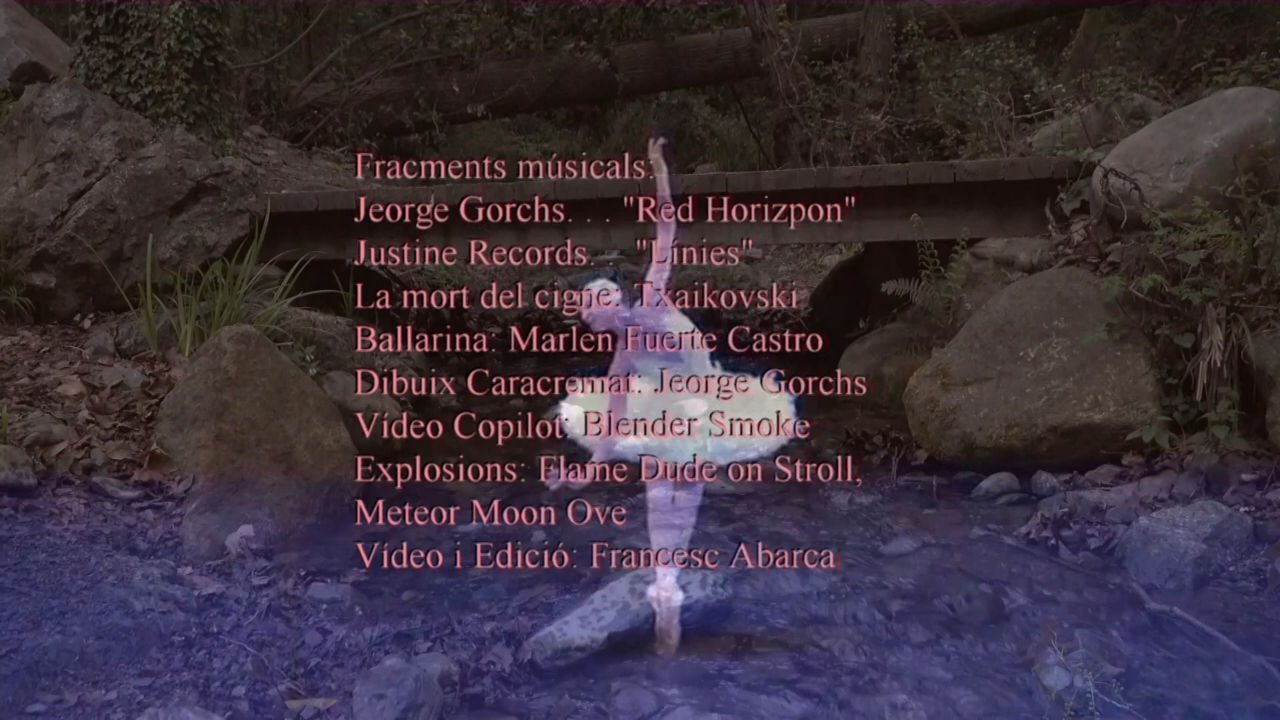 Fracments músicals:
Jeorge Gorchs. . . "Red Horizpon"
Justine Records. . . "Línies"
La mort del cigne: Txaikovski
Ballarina: Marlen Fuerte Castro
Dibuix Caracremat: Jeorge Gorchs
Vídeo Copilot: Blender Smoke
Explosions: Flame Dude on Stroll,
Meteor Moon Ove
Vídeo i Edició: Francesc Abarca